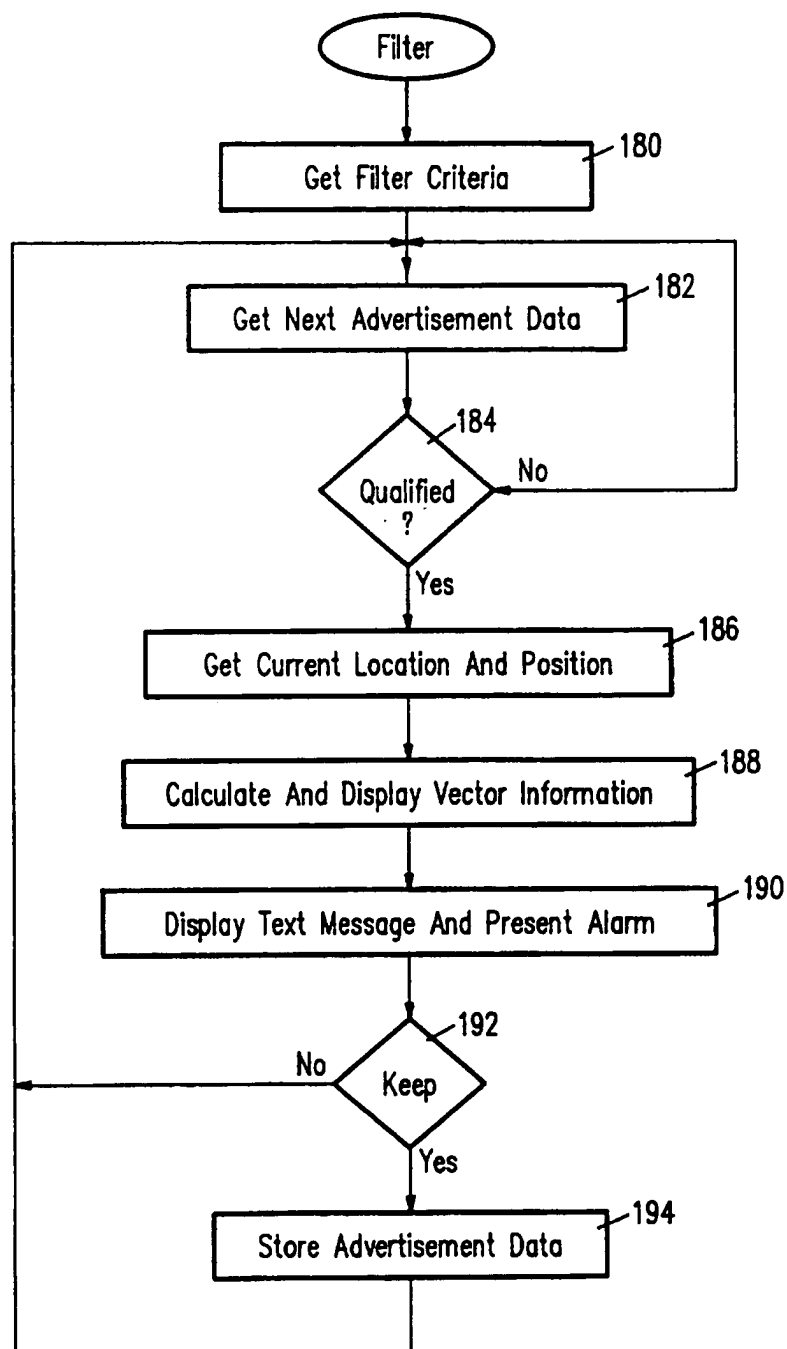 Filter
180
Get Filter Criteria
182
Get Next Advertisement Data
184
Qualified
?
No
Yes
186
Get Current Location And Position
188
Calculate And Display Vector Information
190
Display Text Message And Present Alarm
192
No
Keep
Yes
194
Store Advertisement Data